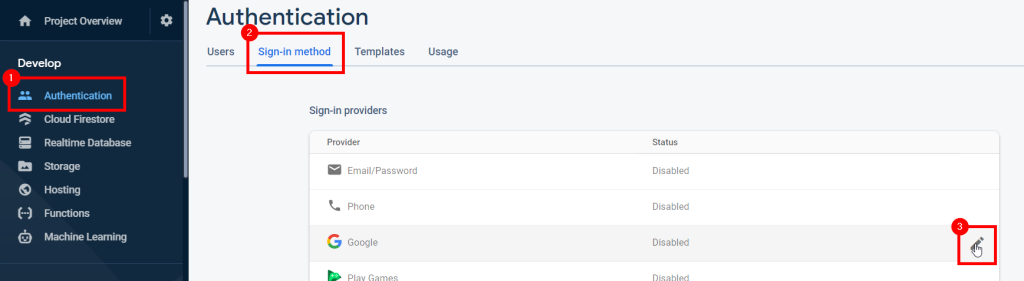 Project Overview
Develop
1
Authentication
Cloud Firestore
Realtime Database
Storage
Hosting
Functions
Machine Learning
Authentication
2
Users Sign-in method Templates Usage
Sign-in providers
Provider Status
Email/Password Disabled
Phone Disabled
3
Google Disabled
Play Games Disabled